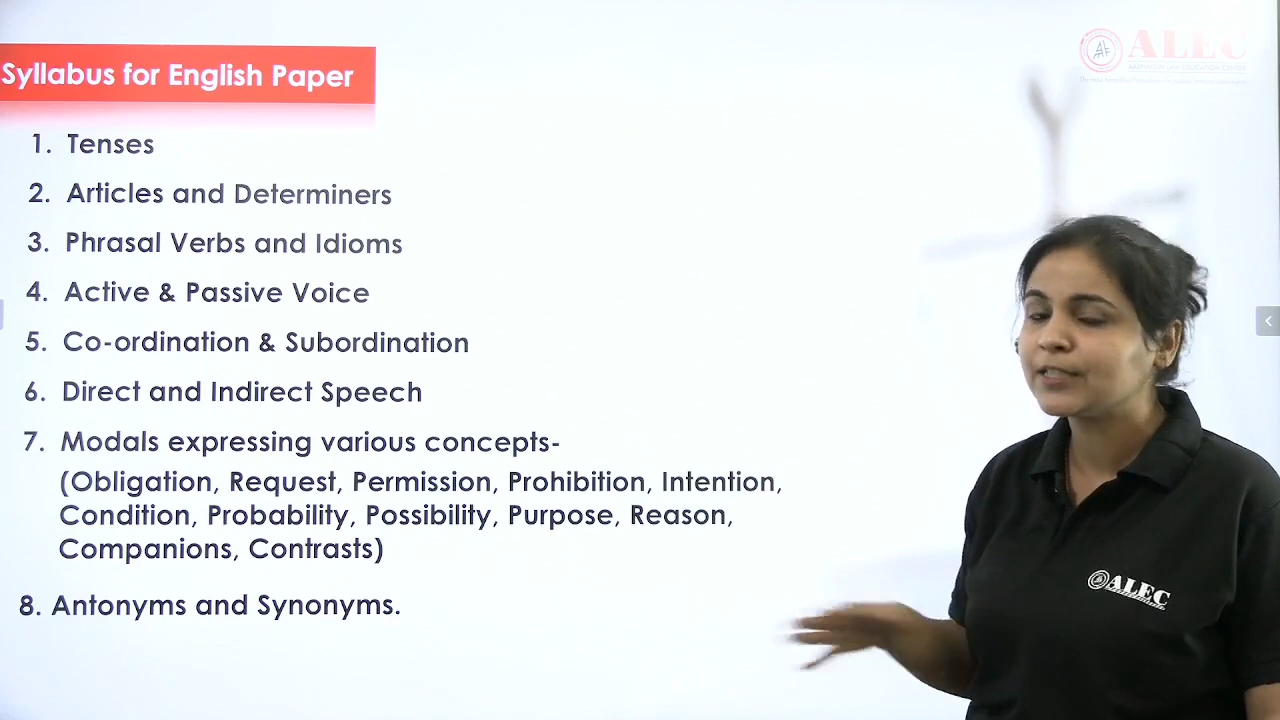 Syllabus for English Paper
ALEC
1. Tenses
2. Articles and Determiners
3. Phrasal Verbs and Idioms
4. Active & Passive Voice
5. Co-ordination & Subordination
6. Direct and Indirect Speech
7. Modals expressing various concepts-
(Obligation, Request, Permission, Prohibition, Intention,
Condition, Probability, Possibility, Purpose, Reason,
Companions, Contrasts)
8. Antonyms and Synonyms.
ALEC